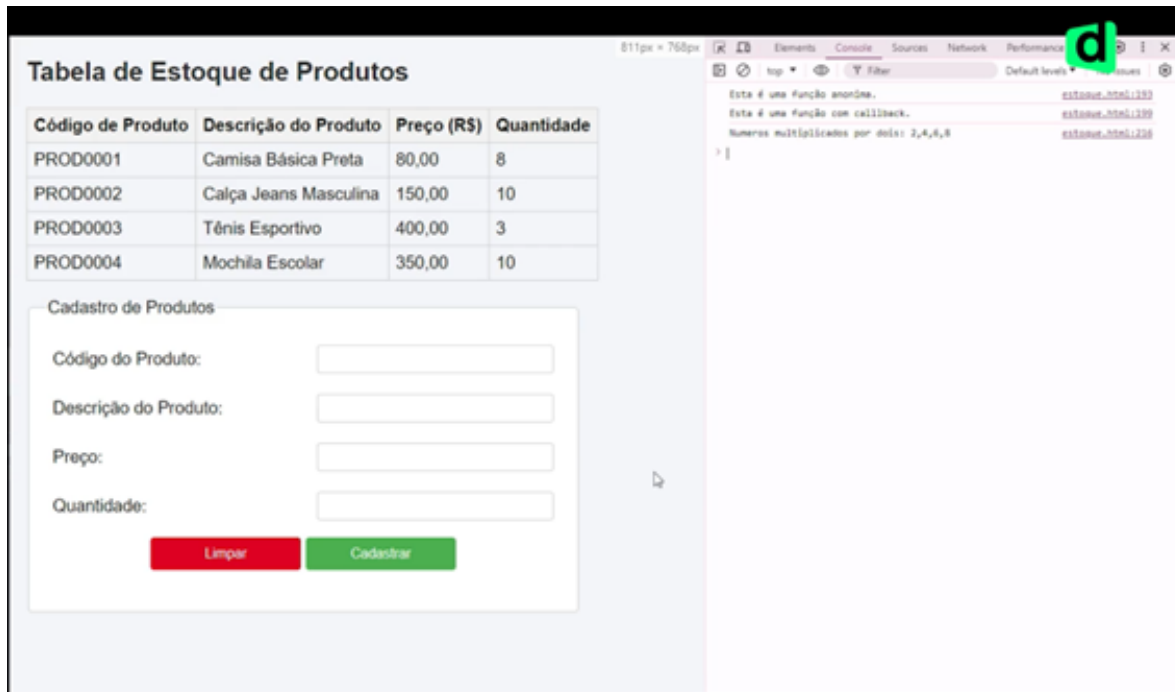 811px × 768px
Elements Console Sources Network Performance
d
Tabela de Estoque de Produtos
top Filter Default levels Issues
Esta é uma função anonima. estoque.html:193
Esta é uma função com calllback. estoque.html:199
Numeros multiplicados por dois: 2,4,6,8 estoque.html:216
Código de Produto Descrição do Produto Preço (R$) Quantidade
PROD0001 Camisa Básica Preta 80,00 8
PROD0002 Calça Jeans Masculina 150,00 10
PROD0003 Tênis Esportivo 400,00 3
PROD0004 Mochila Escolar 350,00 10
Cadastro de Produtos
Código do Produto:
Descrição do Produto:
Preço:
Quantidade:
Limpar Cadastrar